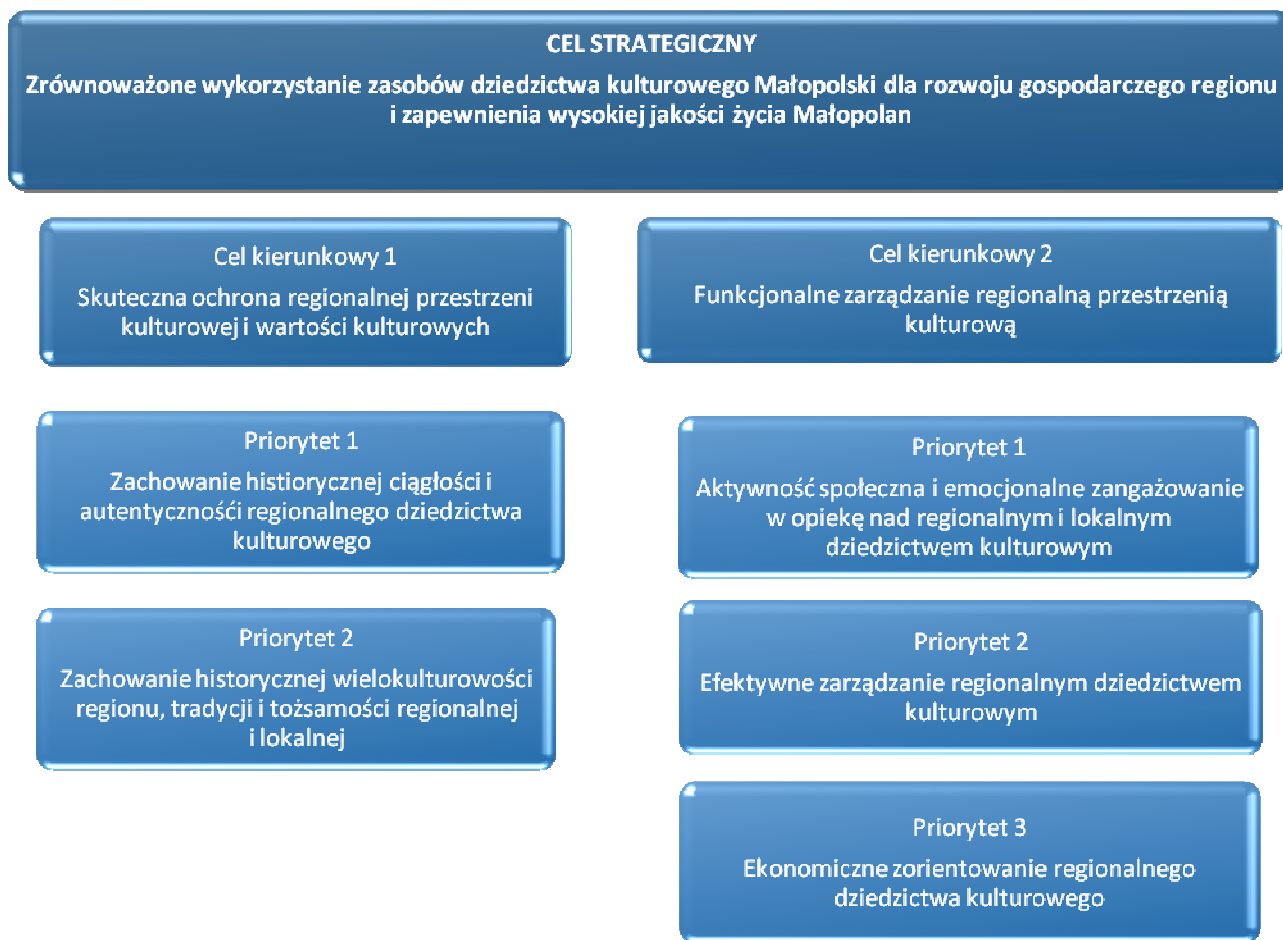 CEL STRATEGICZNY
Zrównoważone wykorzystanie zasobów dziedzictwa kulturowego Małopolski dla rozwoju gospodarczego regionu
i zapewnienia wysokiej jakości życia Małopolan
Cel kierunkowy 1
Skuteczna ochrona regionalnej przestrzeni
kulturowej i wartości kulturowych
Priorytet 1
Zachowanie histiorycznej ciągłości i
autentycznośći regionalnego dziedzictwa
kulturowego
Priorytet 2
Zachowanie historycznej wielokulturowości
regionu, tradycji i tożsamości regionalnej
i lokalnej
Cel kierunkowy 2
Funkcjonalne zarządzanie regionalną przestrzenią
kulturową
Priorytet 1
Aktywność społeczna i emocjonalne zangażowanie
w opiekę nad regionalnym i lokalnym
dziedzictwem kulturowym
Priorytet 2
Efektywne zarządzanie regionalnym dziedzictwem
kulturowym
Priorytet 3
Ekonomiczne zorientowanie regionalnego
dziedzictwa kulturowego